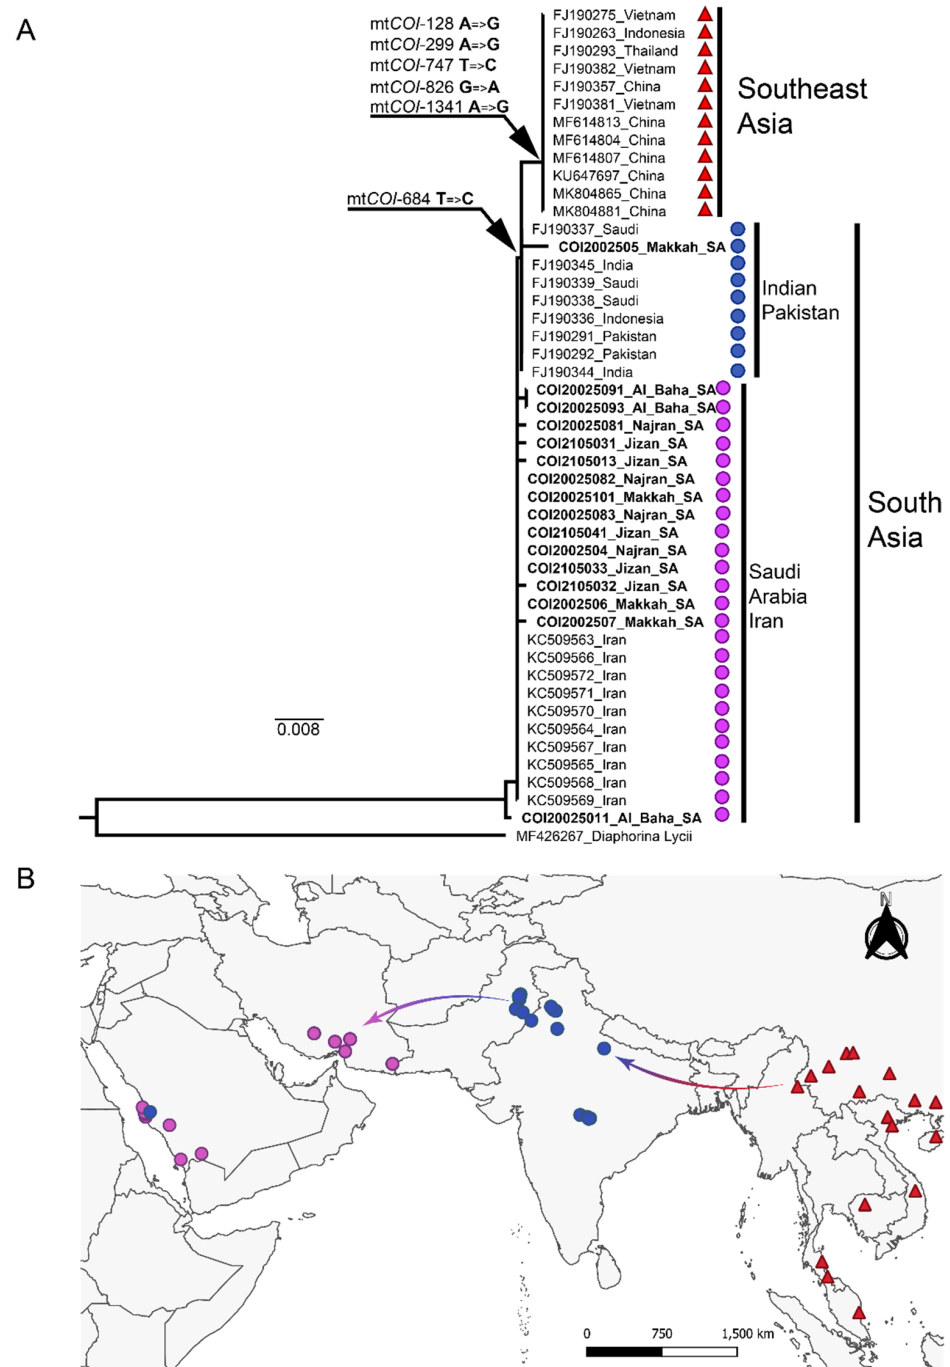 A
mtCOI-128 A=>G
mtCOI-299 A=>G
mtCOI-747 T=>C
mtCOI-826 G=>A
mtCOI-1341 A=>G
mtCOI-684 T=>C
FJ190275_Vietnam
FJ190263_Indonesia
FJ190293_Thailand
FJ190382_Vietnam
FJ190357_China
FJ190381_Vietnam
MF614813_China
MF614804_China
MF614807_China
KU647697_China
MK804865_China
MK804881_China
Southeast
Asia
FJ190337_Saudi
COI2002505_Makkah_SA
FJ190345_India
FJ190339_Saudi
FJ190338_Saudi
FJ190336_Indonesia
FJ190291_Pakistan
FJ190292_Pakistan
FJ190344_India
Indian
Pakistan
COI20025091_Al_Baha_SA
COI20025093_Al_Baha_SA
COI20025081_Najran_SA
COI2105031_Jizan_SA
COI2105013_Jizan_SA
COI20025082_Najran_SA
COI20025101_Makkah_SA
COI20025083_Najran_SA
COI2105041_Jizan_SA
COI2002504_Najran_SA
COI2105033_Jizan_SA
COI2105032_Jizan_SA
COI2002506_Makkah_SA
COI2002507_Makkah_SA
KC509563_Iran
KC509566_Iran
KC509572_Iran
KC509571_Iran
KC509570_Iran
KC509564_Iran
KC509567_Iran
KC509565_Iran
KC509568_Iran
KC509569_Iran
COI20025011_Al_Baha_SA
MF426267_Diaphorina Lycii
Saudi
Arabia
Iran
South
Asia
0.008
B
N
0 750 1,500 km